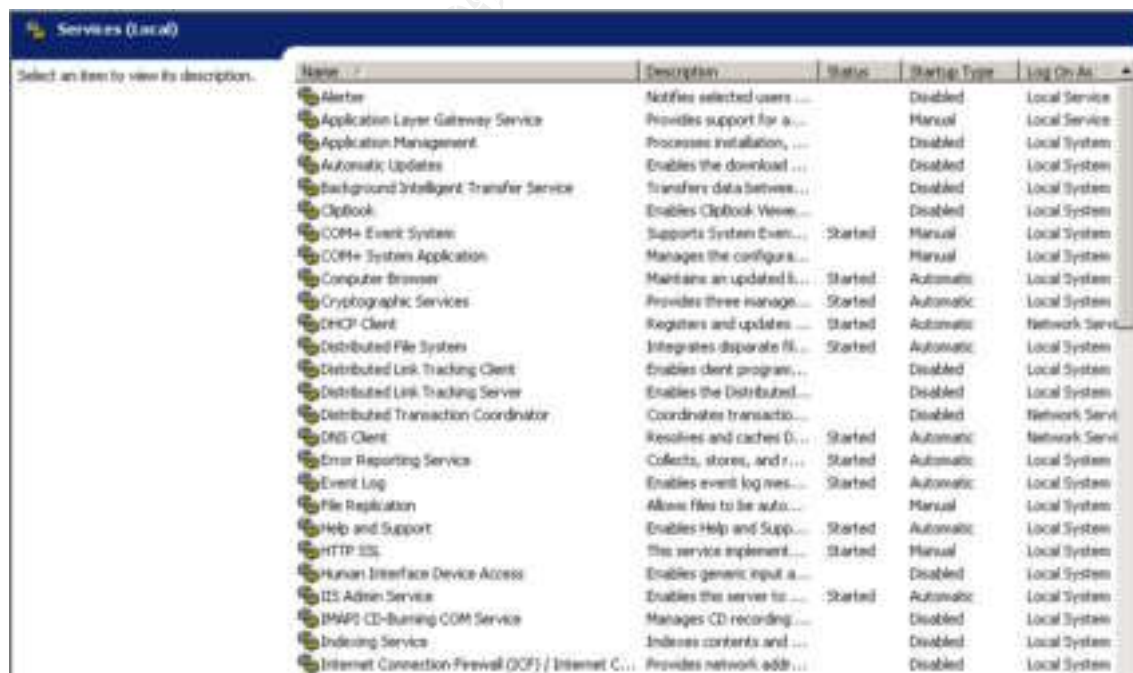 Services (Local)
Select an item to view its description.
Name Description Status Startup Type Log On As
Alerter Notifies selected users ... Disabled Local Service
Application Layer Gateway Service Provides support for a... Manual Local Service
Application Management Processes installation, ... Disabled Local System
Automatic Updates Enables the download ... Disabled Local System
Background Intelligent Transfer Service Transfers data between... Disabled Local System
ClipBook Enables ClipBook Viewe... Disabled Local System
COM+ Event System Supports System Even... Started Manual Local System
COM+ System Application Manages the configura... Manual Local System
Computer Browser Maintains an updated li... Started Automatic Local System
Cryptographic Services Provides three manage... Started Automatic Local System
DHCP Client Registers and updates ... Started Automatic Network Servi
Distributed File System Integrates disparate fil... Started Automatic Local System
Distributed Link Tracking Client Enables client program... Disabled Local System
Distributed Link Tracking Server Enables the Distributed... Disabled Local System
Distributed Transaction Coordinator Coordinates transactio... Disabled Network Servi
DNS Client Resolves and caches D... Started Automatic Network Servi
Error Reporting Service Collects, stores, and r... Started Automatic Local System
Event Log Enables event log mes... Started Automatic Local System
File Replication Allows files to be auto... Manual Local System
Help and Support Enables Help and Supp... Started Automatic Local System
HTTP SSL This service implement... Started Manual Local System
Human Interface Device Access Enables generic input a... Disabled Local System
IIS Admin Service Enables this server to ... Started Automatic Local System
IMAPI CD-Burning COM Service Manages CD recording ... Disabled Local System
Indexing Service Indexes contents and ... Disabled Local System
Internet Connection Firewall (ICF) / Internet C... Provides network addr... Disabled Local System